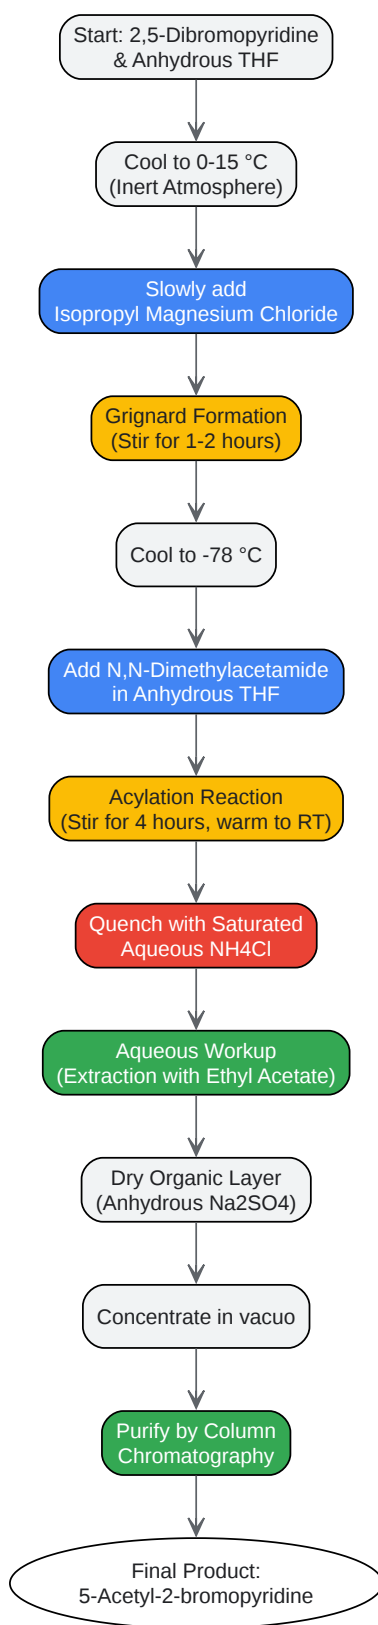 Start: 2,5-Dibromopyridine
& Anhydrous THF
Cool to 0-15 °C
(Inert Atmosphere)
Slowly add
Isopropyl Magnesium Chloride
Grignard Formation
(Stir for 1-2 hours)
Cool to -78 °C
Add N,N-Dimethylacetamide
in Anhydrous THF
Acylation Reaction
(Stir for 4 hours, warm to RT)
Quench with Saturated
Aqueous NH4Cl
Aqueous Workup
(Extraction with Ethyl Acetate)
Dry Organic Layer
(Anhydrous Na2SO4)
Concentrate in vacuo
Purify by Column
Chromatography
Final Product:
5-Acetyl-2-bromopyridine